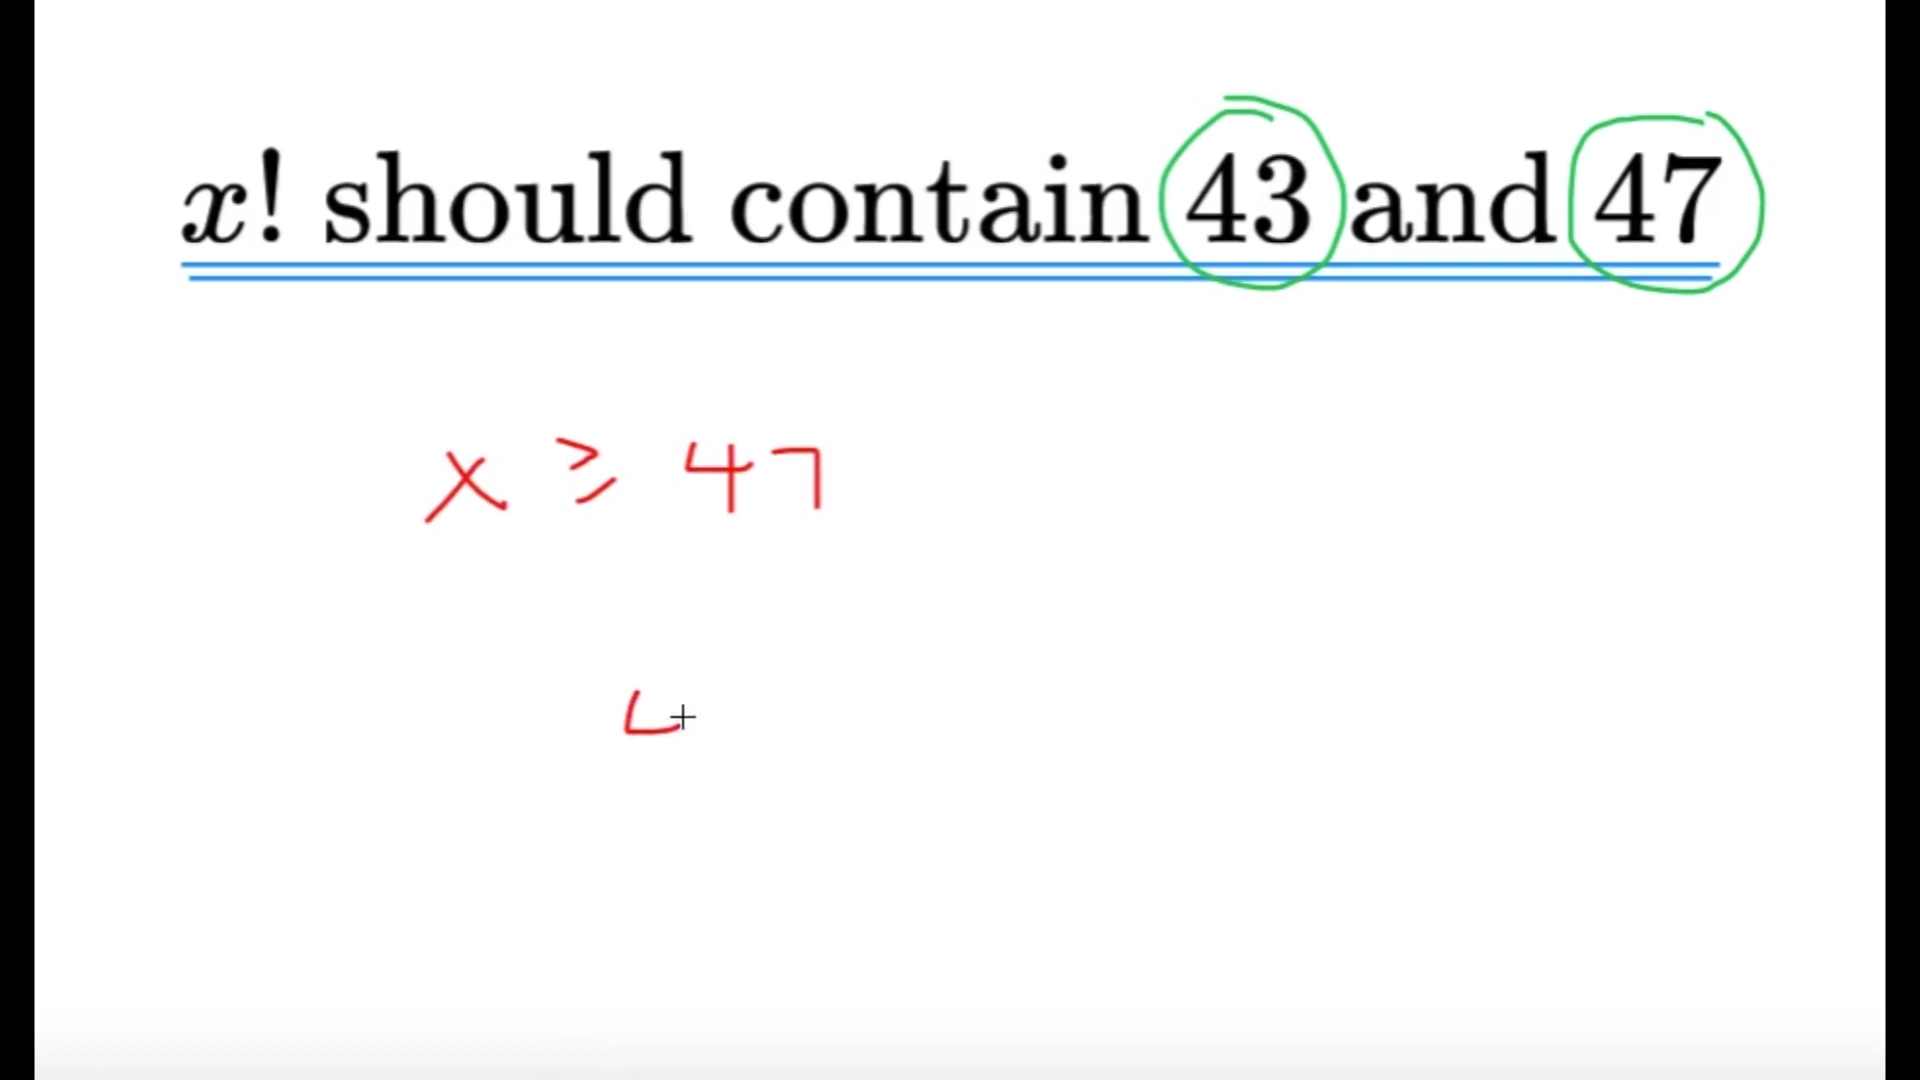 x! should contain 43 and 47
x ≥ 47